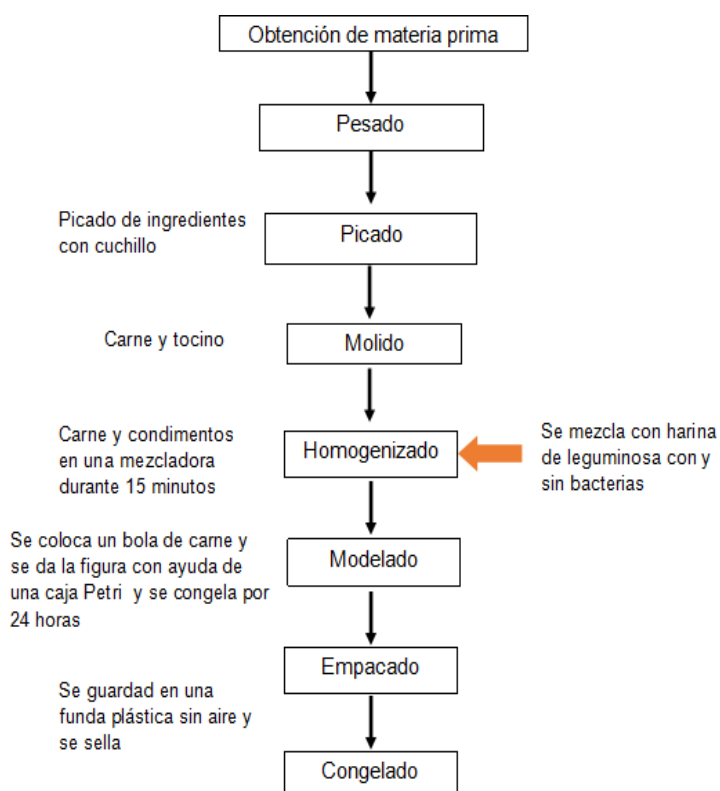 Obtención de materia prima
Pesado
Picado de ingredientes
con cuchillo
Picado
Carne y tocino
Molido
Carne y condimentos
en una mezcladora
durante 15 minutos
Homogenizado
Se mezcla con harina
de leguminosa con y
sin bacterias
Se coloca un bola de carne y
se da la figura con ayuda de
una caja Petri y se congela por
24 horas
Modelado
Empacado
Se guardad en una
funda plástica sin aire y
se sella
Congelado